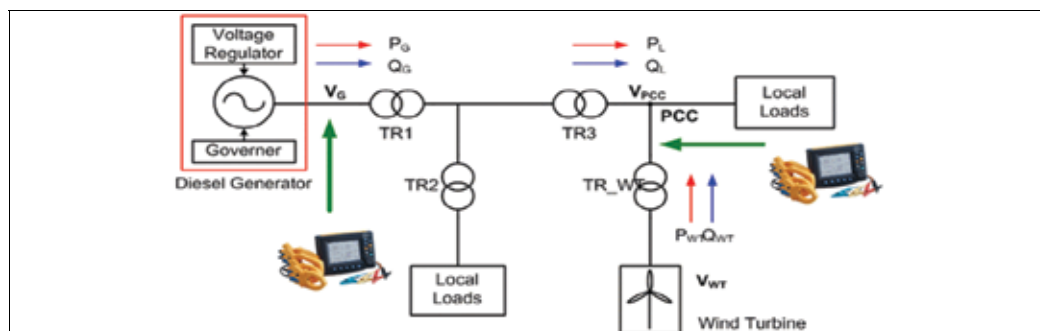 Voltage
Regulator
Governer
Diesel Generator
P_G
Q_G
V_G
TR1
TR2
Local
Loads
TR3
P_L
Q_L
V_PCC
PCC
Local
Loads
TR_WT
P_WT Q_WT
V_WT
Wind Turbine